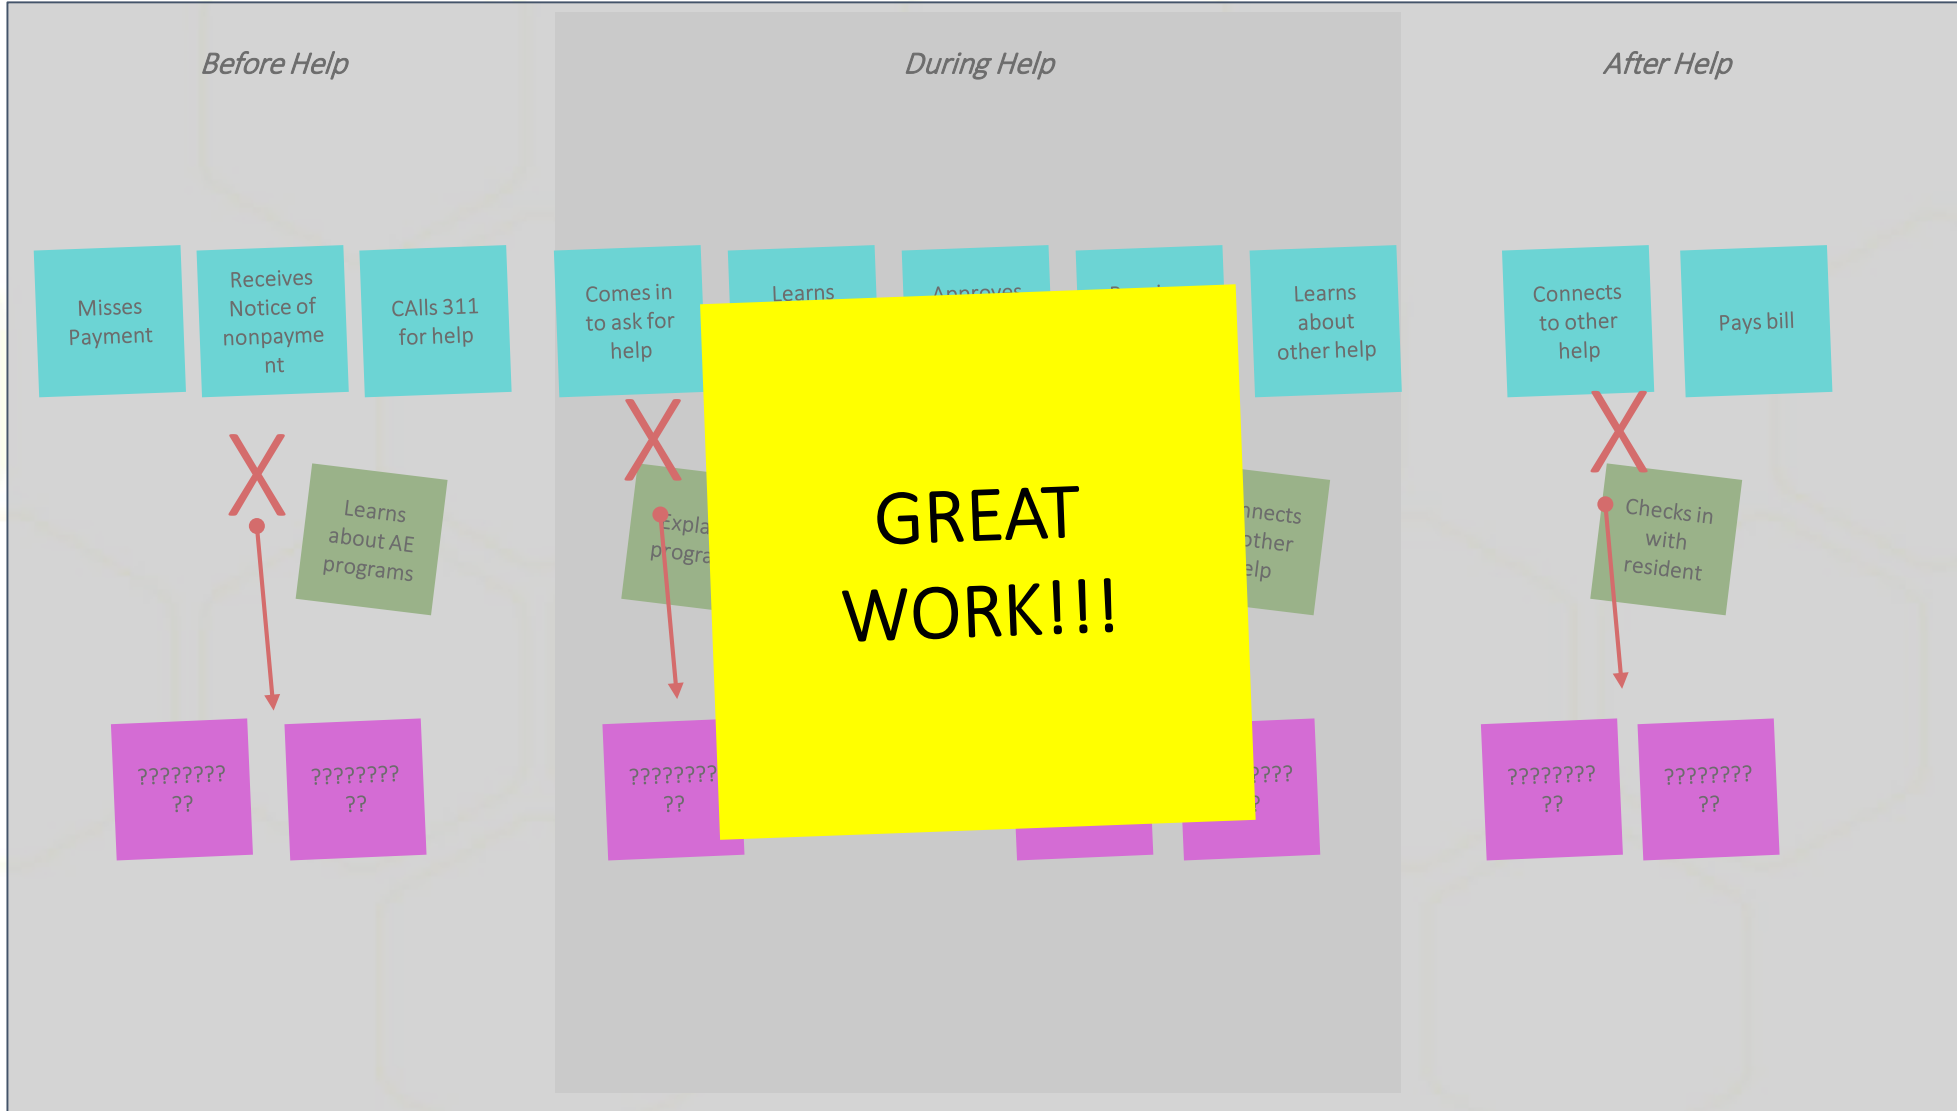 Before Help
During Help
After Help
Misses
Payment
Receives
Notice of
nonpayme
nt
CAlls 311
for help
Comes in
to ask for
help
Learns
Approves
Learns
about
other help
Connects
to other
help
Pays bill
Learns
about AE
programs
GREAT
WORK!!!
other
Checks in
with
resident
????????
??
????????
??
????????
??
????????
??
????????
??